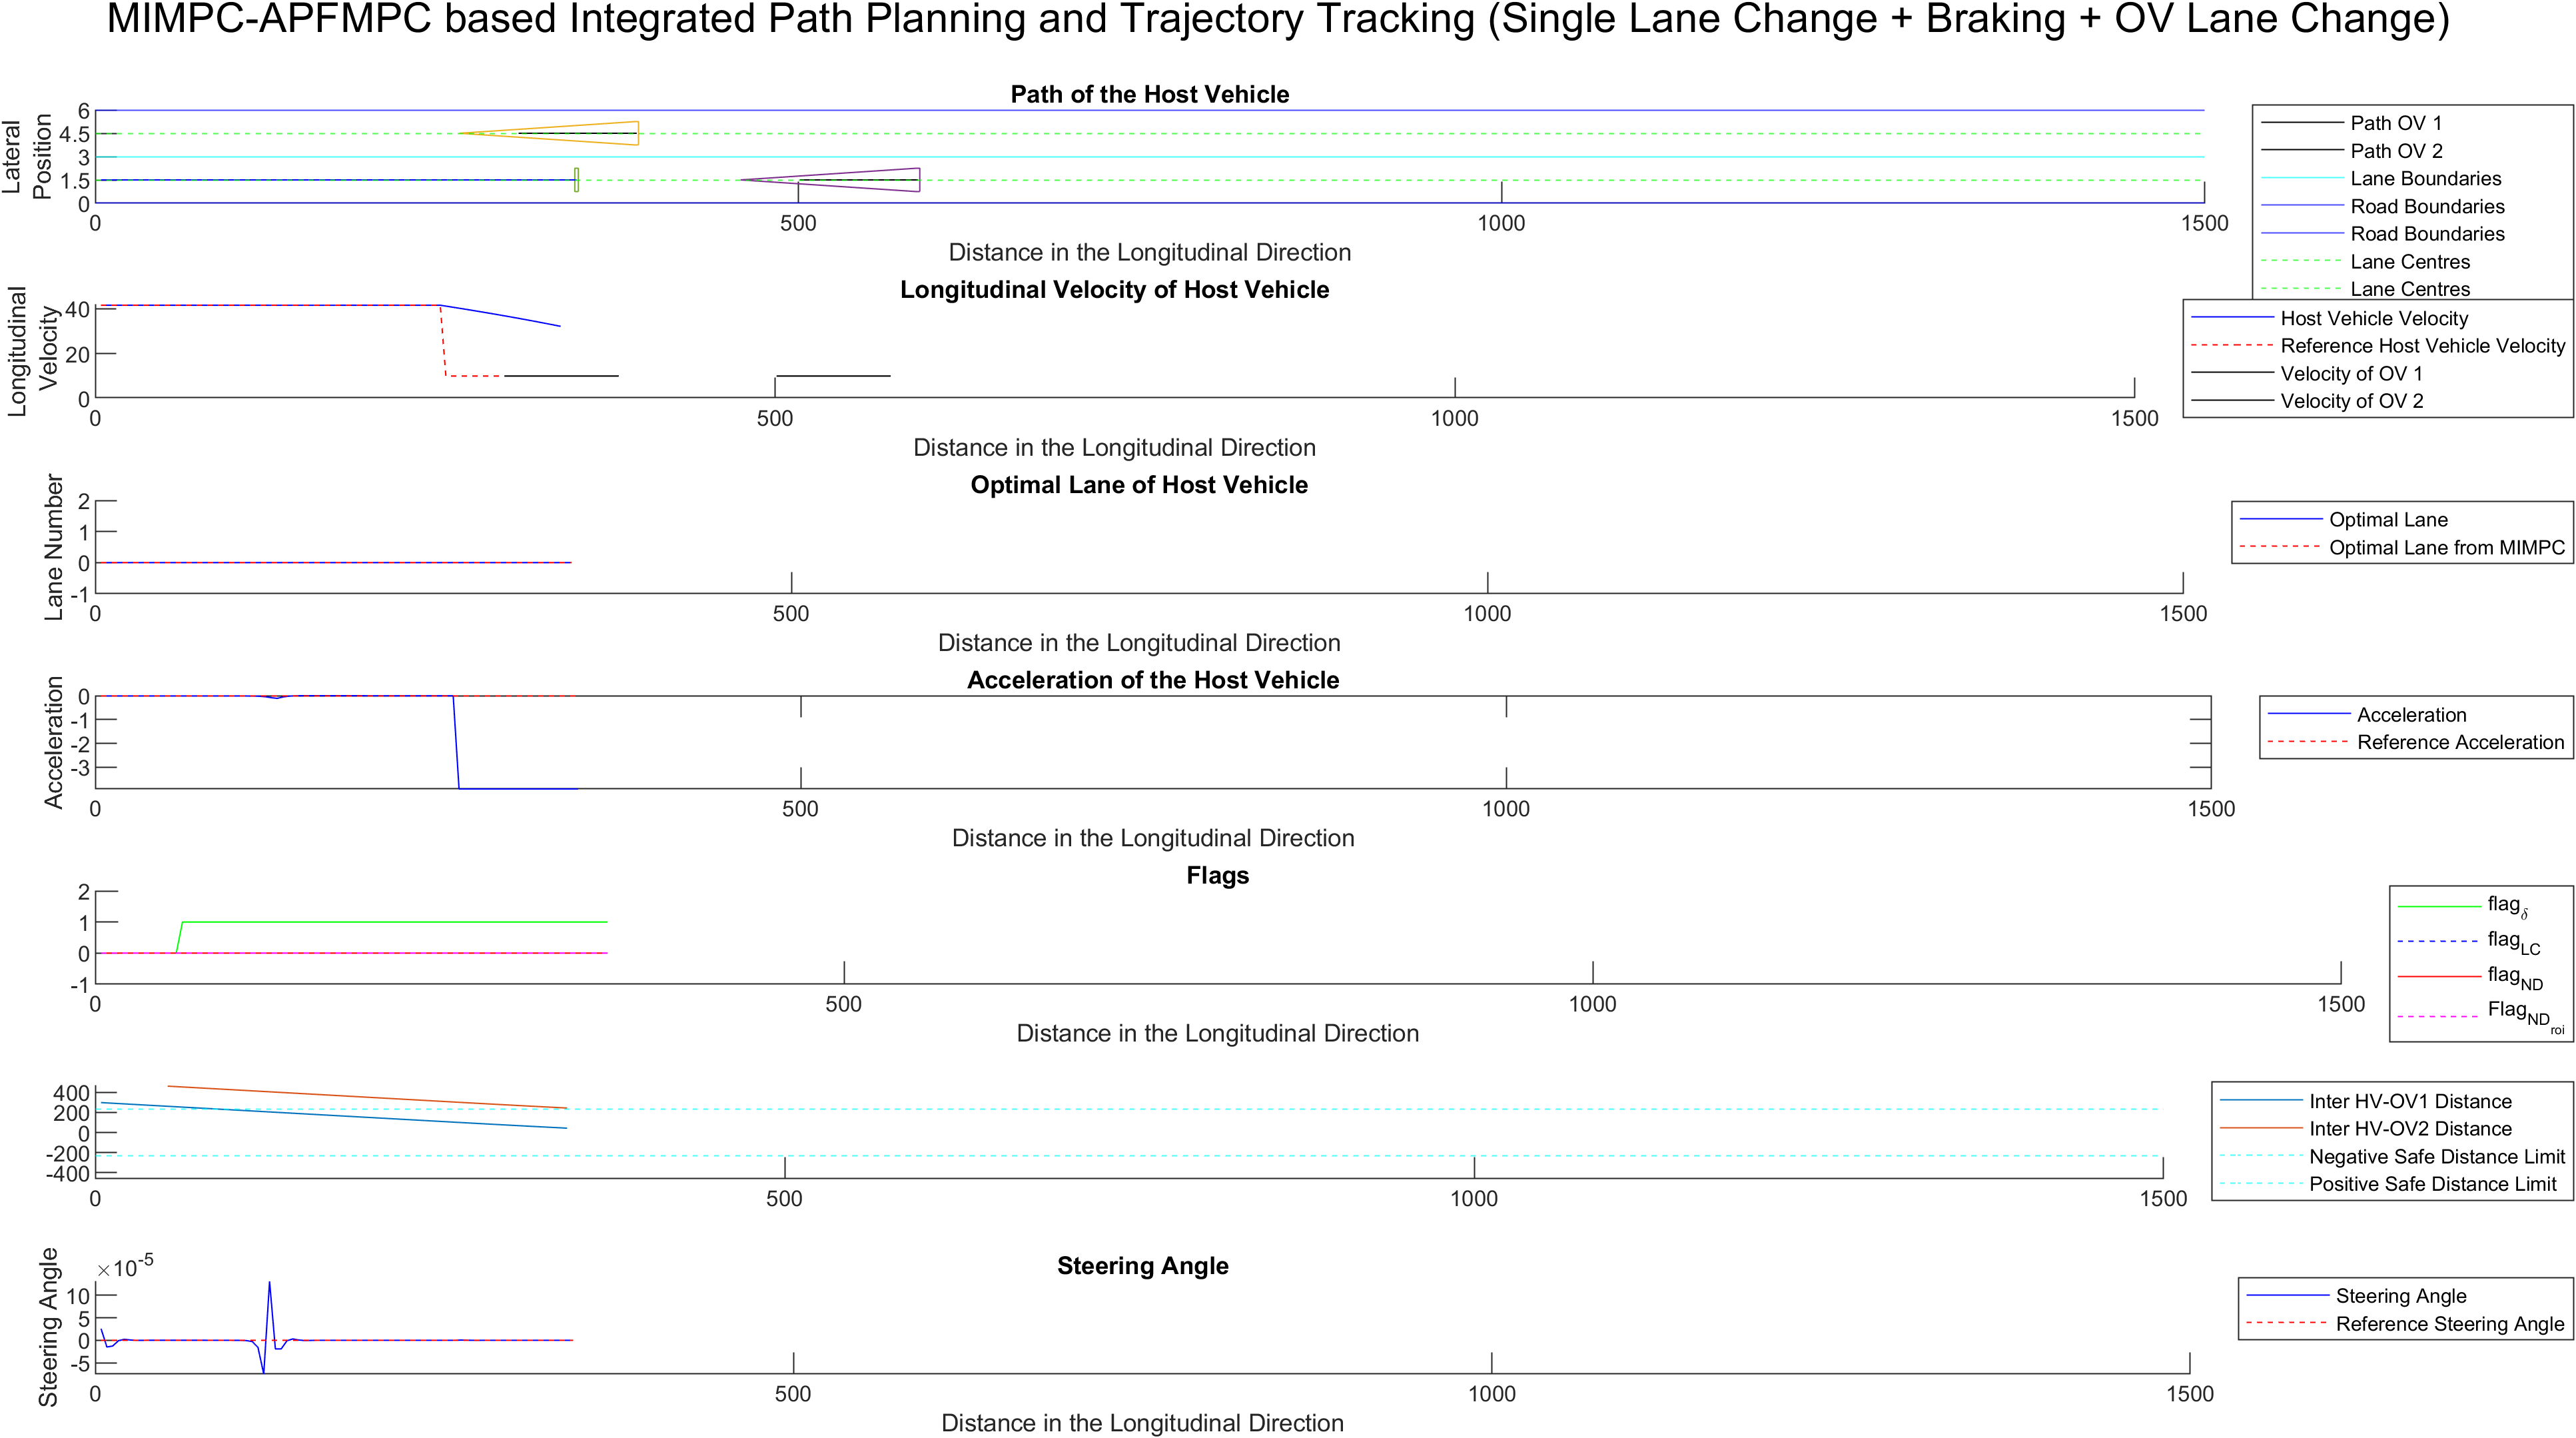 MIMPC-APFMPC based Integrated Path Planning and Trajectory Tracking (Single Lane Change + Braking + OV Lane Change)
Path of the Host Vehicle
Lateral
Position
6
4.5
3
1.5
0
0 500 1000 1500
Distance in the Longitudinal Direction
Path OV 1
Path OV 2
Lane Boundaries
Road Boundaries
Road Boundaries
Lane Centres
Lane Centres
Longitudinal Velocity of Host Vehicle
Longitudinal
Velocity
40
20
0
0 500 1000 1500
Distance in the Longitudinal Direction
Host Vehicle Velocity
Reference Host Vehicle Velocity
Velocity of OV 1
Velocity of OV 2
Optimal Lane of Host Vehicle
Lane Number
2
1
0
-1
0 500 1000 1500
Distance in the Longitudinal Direction
Optimal Lane
Optimal Lane from MIMPC
Acceleration of the Host Vehicle
Acceleration
0
-1
-2
-3
0 500 1000 1500
Distance in the Longitudinal Direction
Acceleration
Reference Acceleration
Flags
2
1
0
-1
0 500 1000 1500
Distance in the Longitudinal Direction
flagδ
flagLC
flagND
FlagNDroi
400
200
0
-200
-400
0 500 1000 1500
Inter HV-OV1 Distance
Inter HV-OV2 Distance
Negative Safe Distance Limit
Positive Safe Distance Limit
Steering Angle
Steering Angle
×10-5
10
5
0
-5
0 500 1000 1500
Distance in the Longitudinal Direction
Steering Angle
Reference Steering Angle